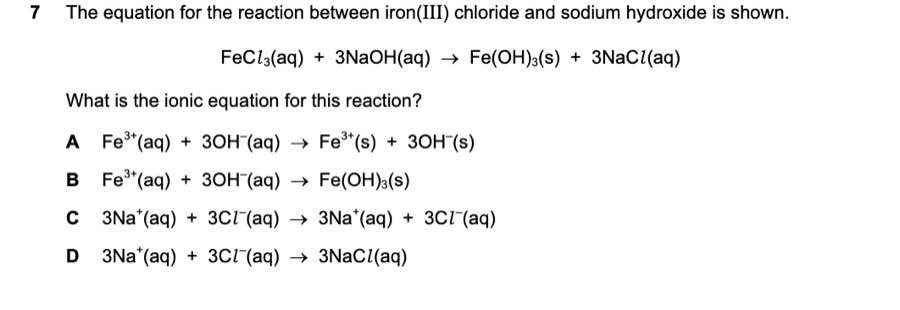 7 The equation for the reaction between iron(III) chloride and sodium hydroxide is shown.
FeCl₃(aq) + 3NaOH(aq) → Fe(OH)₃(s) + 3NaCl(aq)
What is the ionic equation for this reaction?
A Fe³⁺(aq) + 3OH⁻(aq) → Fe³⁺(s) + 3OH⁻(s)
B Fe³⁺(aq) + 3OH⁻(aq) → Fe(OH)₃(s)
C 3Na⁺(aq) + 3Cl⁻(aq) → 3Na⁺(aq) + 3Cl⁻(aq)
D 3Na⁺(aq) + 3Cl⁻(aq) → 3NaCl(aq)